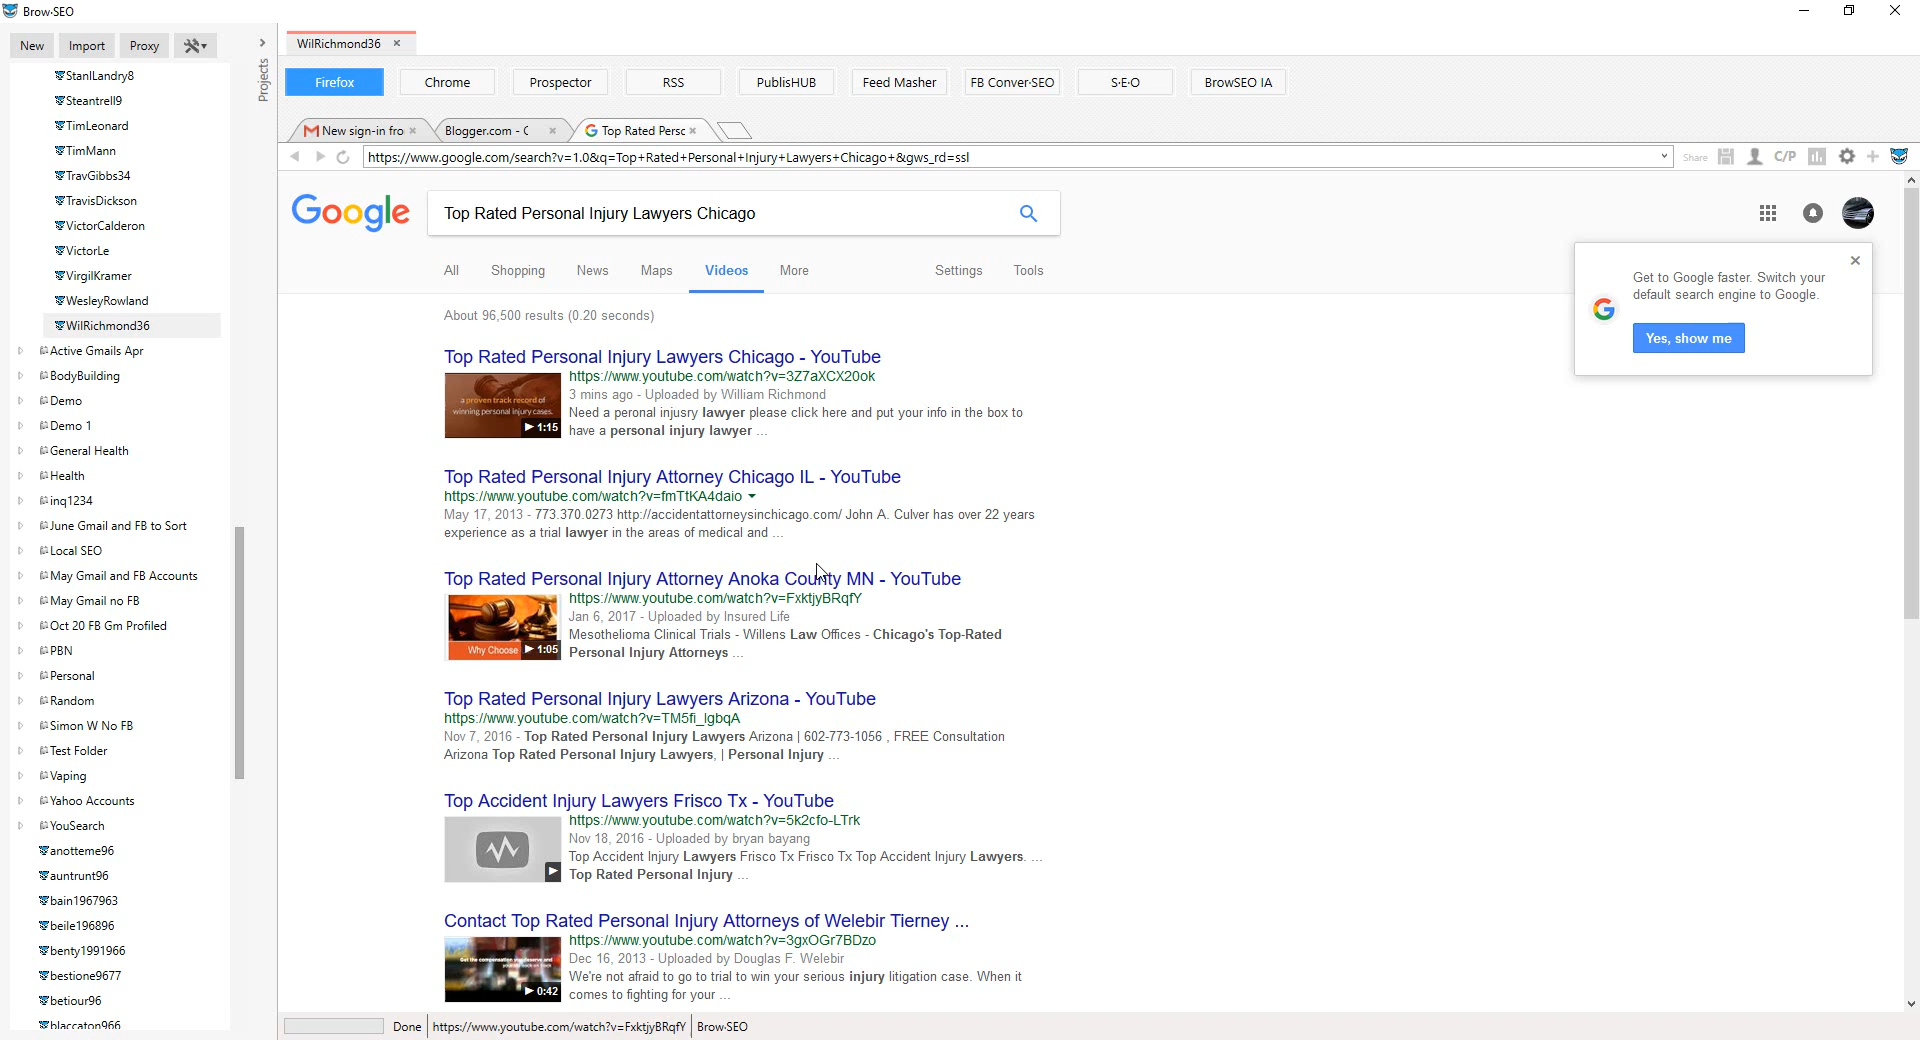 Brow·SEO
New
Import
Proxy
StanlLandry8
Steantrell9
TimLeonard
TimMann
TravGibbs34
TravisDickson
VictorCalderon
VictorLe
VirgilKramer
WesleyRowland
WilRichmond36
Active Gmails Apr
BodyBuilding
Demo
Demo 1
General Health
Health
inq1234
June Gmail and FB to Sort
Local SEO
May Gmail and FB Accounts
May Gmail no FB
Oct 20 FB Gm Profiled
PBN
Personal
Random
Simon W No FB
Test Folder
Vaping
Yahoo Accounts
YouSearch
anotteme96
auntrunt96
bain1967963
beile196896
benty1991966
bestione9677
betiour96
blaccaton966
Projects
WilRichmond36
Firefox
Chrome
Prospector
RSS
PublisHUB
Feed Masher
FB Conver·SEO
S·E·O
BrowSEO IA
New sign-in fro
Blogger.com - C
Top Rated Persc
https://www.google.com/search?v=1.0&q=Top+Rated+Personal+Injury+Lawyers+Chicago+&gws_rd=ssl
Share
C/P
Google
Top Rated Personal Injury Lawyers Chicago
All
Shopping
News
Maps
Videos
More
Settings
Tools
Get to Google faster. Switch your
default search engine to Google.
Yes, show me
About 96,500 results (0.20 seconds)
Top Rated Personal Injury Lawyers Chicago - YouTube
https://www.youtube.com/watch?v=3Z7aXCX20ok
3 mins ago - Uploaded by William Richmond
Need a peronal injusry lawyer please click here and put your info in the box to
have a personal injury lawyer ...
a proven track record of
winning personal injury cases.
1:15
Top Rated Personal Injury Attorney Chicago IL - YouTube
https://www.youtube.com/watch?v=fmTtKA4daio
May 17, 2013 - 773.370.0273 http://accidentattorneysinchicago.com/ John A. Culver has over 22 years
experience as a trial lawyer in the areas of medical and ...
Top Rated Personal Injury Attorney Anoka County MN - YouTube
https://www.youtube.com/watch?v=FxktjyBRqfY
Jan 6, 2017 - Uploaded by Insured Life
Mesothelioma Clinical Trials - Willens Law Offices - Chicago's Top-Rated
Personal Injury Attorneys ...
Why Choose
1:05
Top Rated Personal Injury Lawyers Arizona - YouTube
https://www.youtube.com/watch?v=TM5fi_lgbqA
Nov 7, 2016 - Top Rated Personal Injury Lawyers Arizona | 602-773-1056 , FREE Consultation
Arizona Top Rated Personal Injury Lawyers, | Personal Injury ...
Top Accident Injury Lawyers Frisco Tx - YouTube
https://www.youtube.com/watch?v=5k2cfo-LTrk
Nov 18, 2016 - Uploaded by bryan bayang
Top Accident Injury Lawyers Frisco Tx Frisco Tx Top Accident Injury Lawyers. ...
Top Rated Personal Injury ...
Contact Top Rated Personal Injury Attorneys of Welebir Tierney ...
https://www.youtube.com/watch?v=3gxOGr7BDzo
Dec 16, 2013 - Uploaded by Douglas F. Welebir
We're not afraid to go to trial to win your serious injury litigation case. When it
comes to fighting for your ...
Get the compensation you deserve and
0:42
Done
https://www.youtube.com/watch?v=FxktjyBRqfY
Brow·SEO